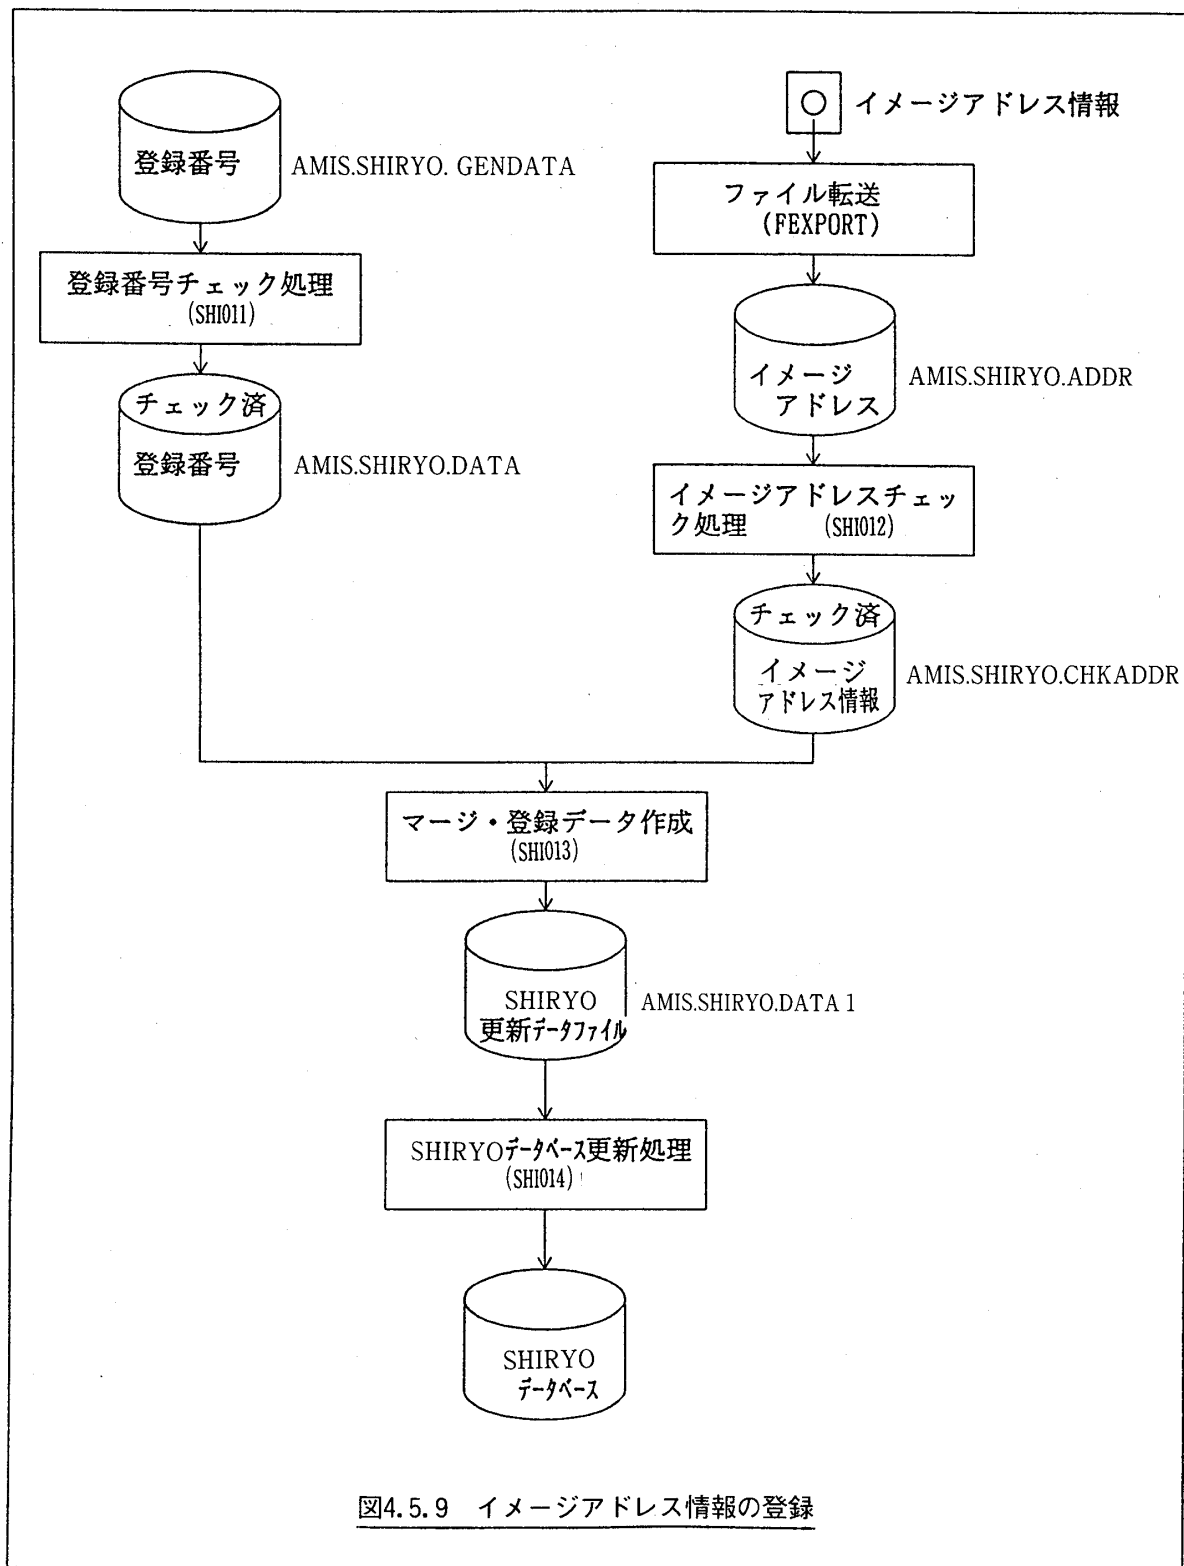 登録番号
AMIS.SHIRYO. GENDATA
登録番号チェック処理
(SHI011)
チェック済
登録番号
AMIS.SHIRYO.DATA
イメージアドレス情報
ファイル転送
(FEXPORT)
イメージ
アドレス
AMIS.SHIRYO.ADDR
イメージアドレスチェッ
ク処理 (SHI012)
チェック済
イメージ
アドレス情報
AMIS.SHIRYO.CHKADDR
マージ・登録データ作成
(SHI013)
SHIRYO
更新データファイル
AMIS.SHIRYO.DATA 1
SHIRYOデータベース更新処理
(SHI014)
SHIRYO
データベース
図4.5.9 イメージアドレス情報の登録